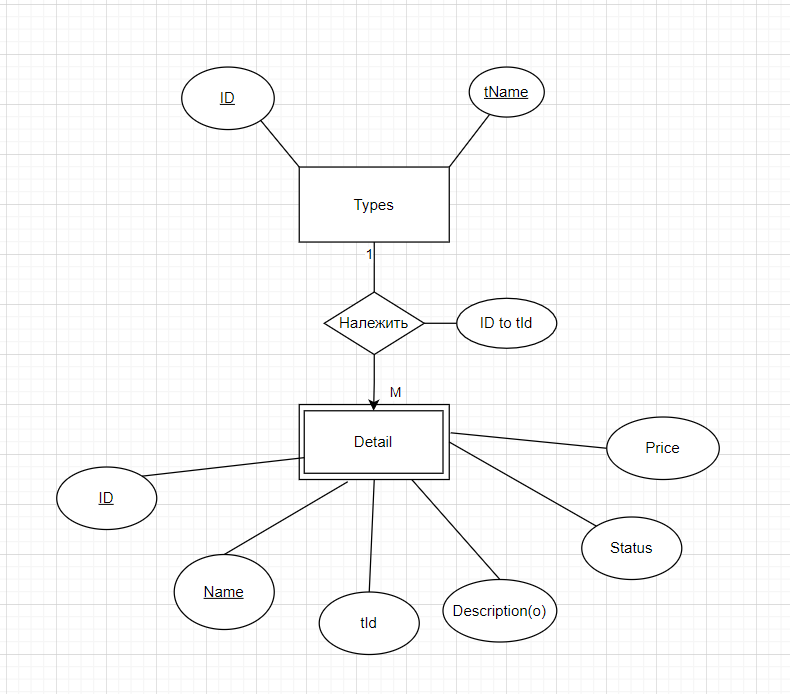 ID
tName
Types
1
Належить
ID to tId
M
Detail
Price
ID
Status
Name
Description(o)
tId